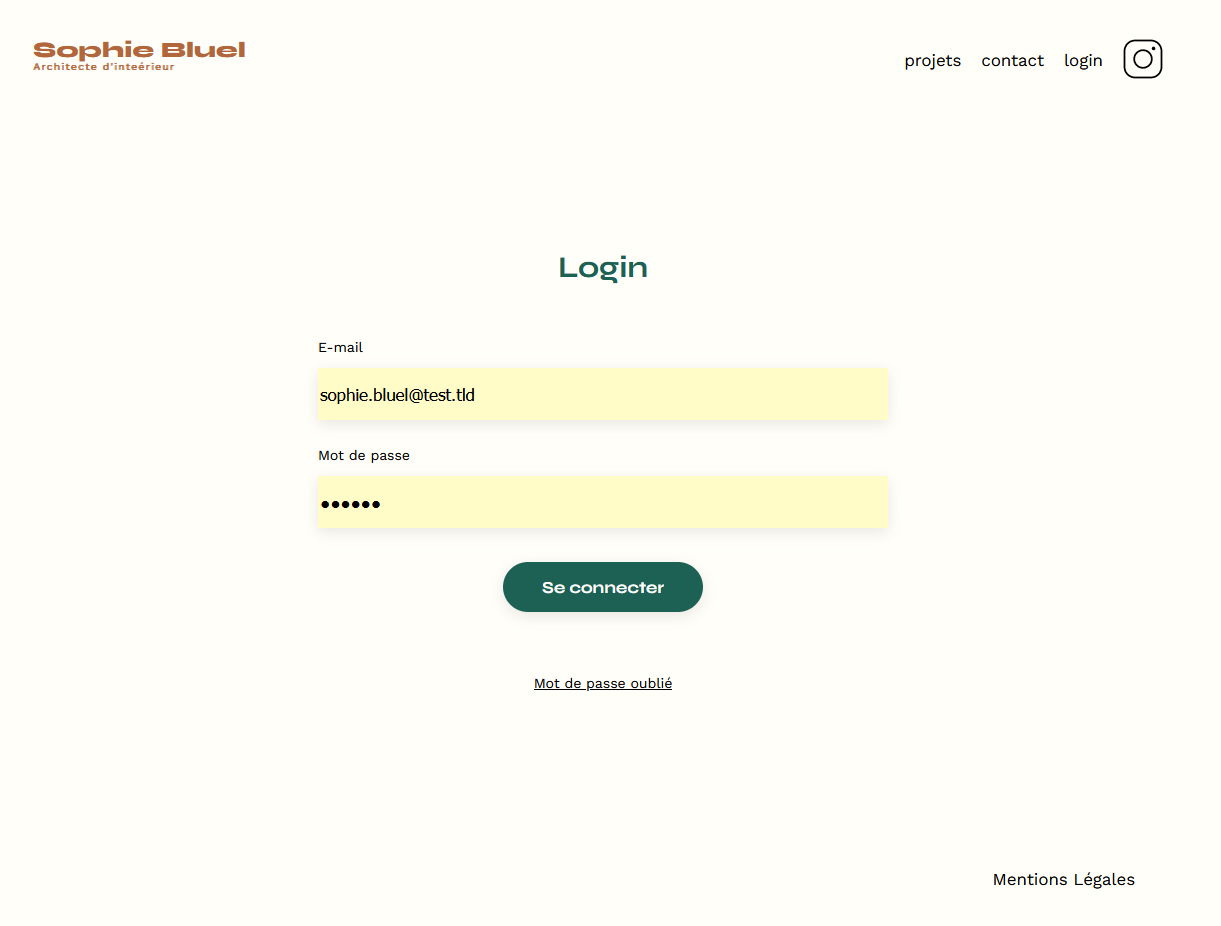 Sophie Bluel
Architecte d'inteérieur
projets contact login
Login
E-mail
sophie.bluel@test.tld
Mot de passe
••••••
Se connecter
Mot de passe oublié
Mentions Légales